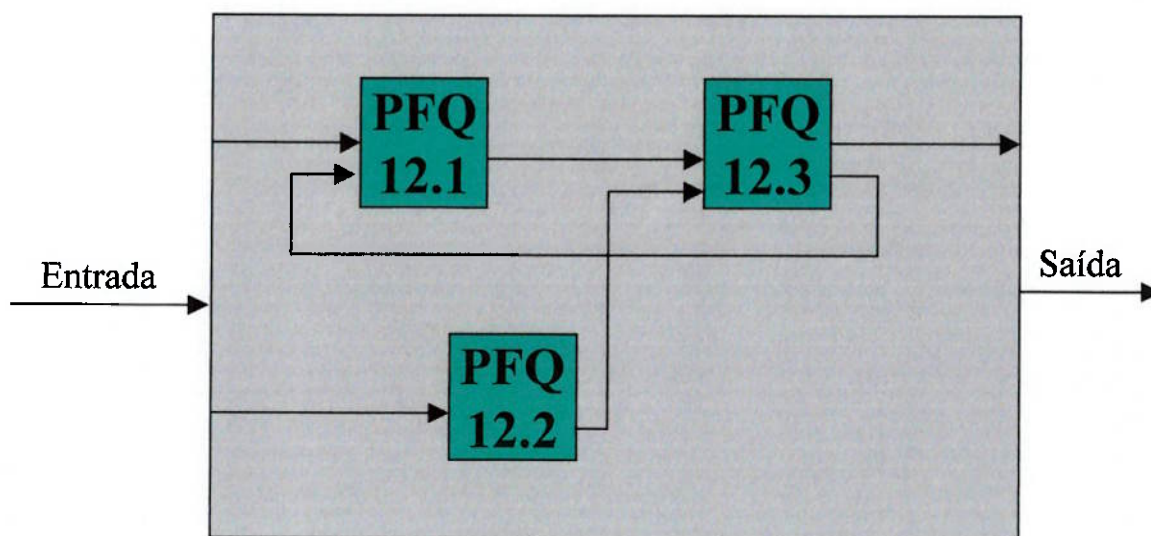 PFQ
12.1
PFQ
12.3
Entrada
Saída
PFQ
12.2